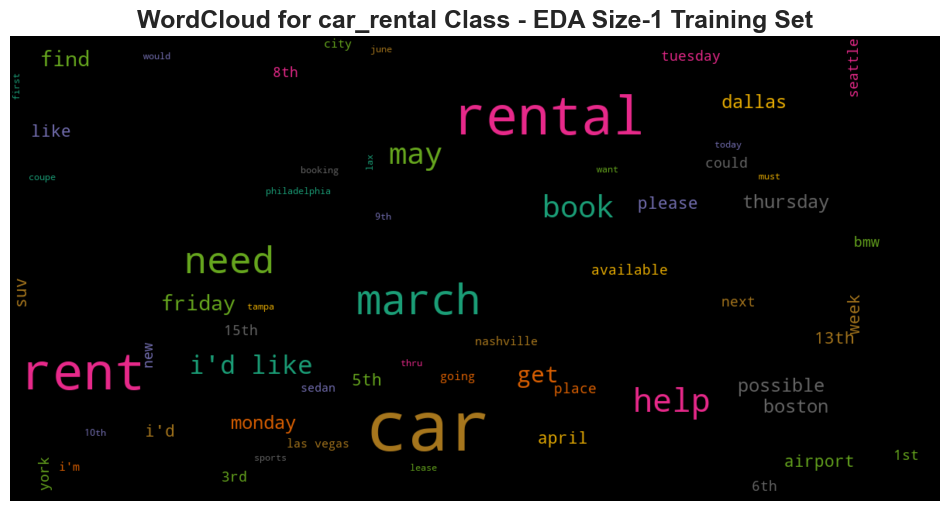 WordCloud for car_rental Class - EDA Size-1 Training Set
city
june
find
would
tuesday
seattle
8th
first
dallas
rental
like
may
today
lax
could
booking
want
must
coupe
philadelphia
book
please
thursday
9th
bmw
need
available
suv
march
friday
tampa
next
week
15th
13th
nashville
new
i'd like
thru
rent
5th
going
get
sedan
place
possible
help
boston
car
monday
i'd
10th
april
las vegas
1st
sports
airport
york
i'm
lease
3rd
6th